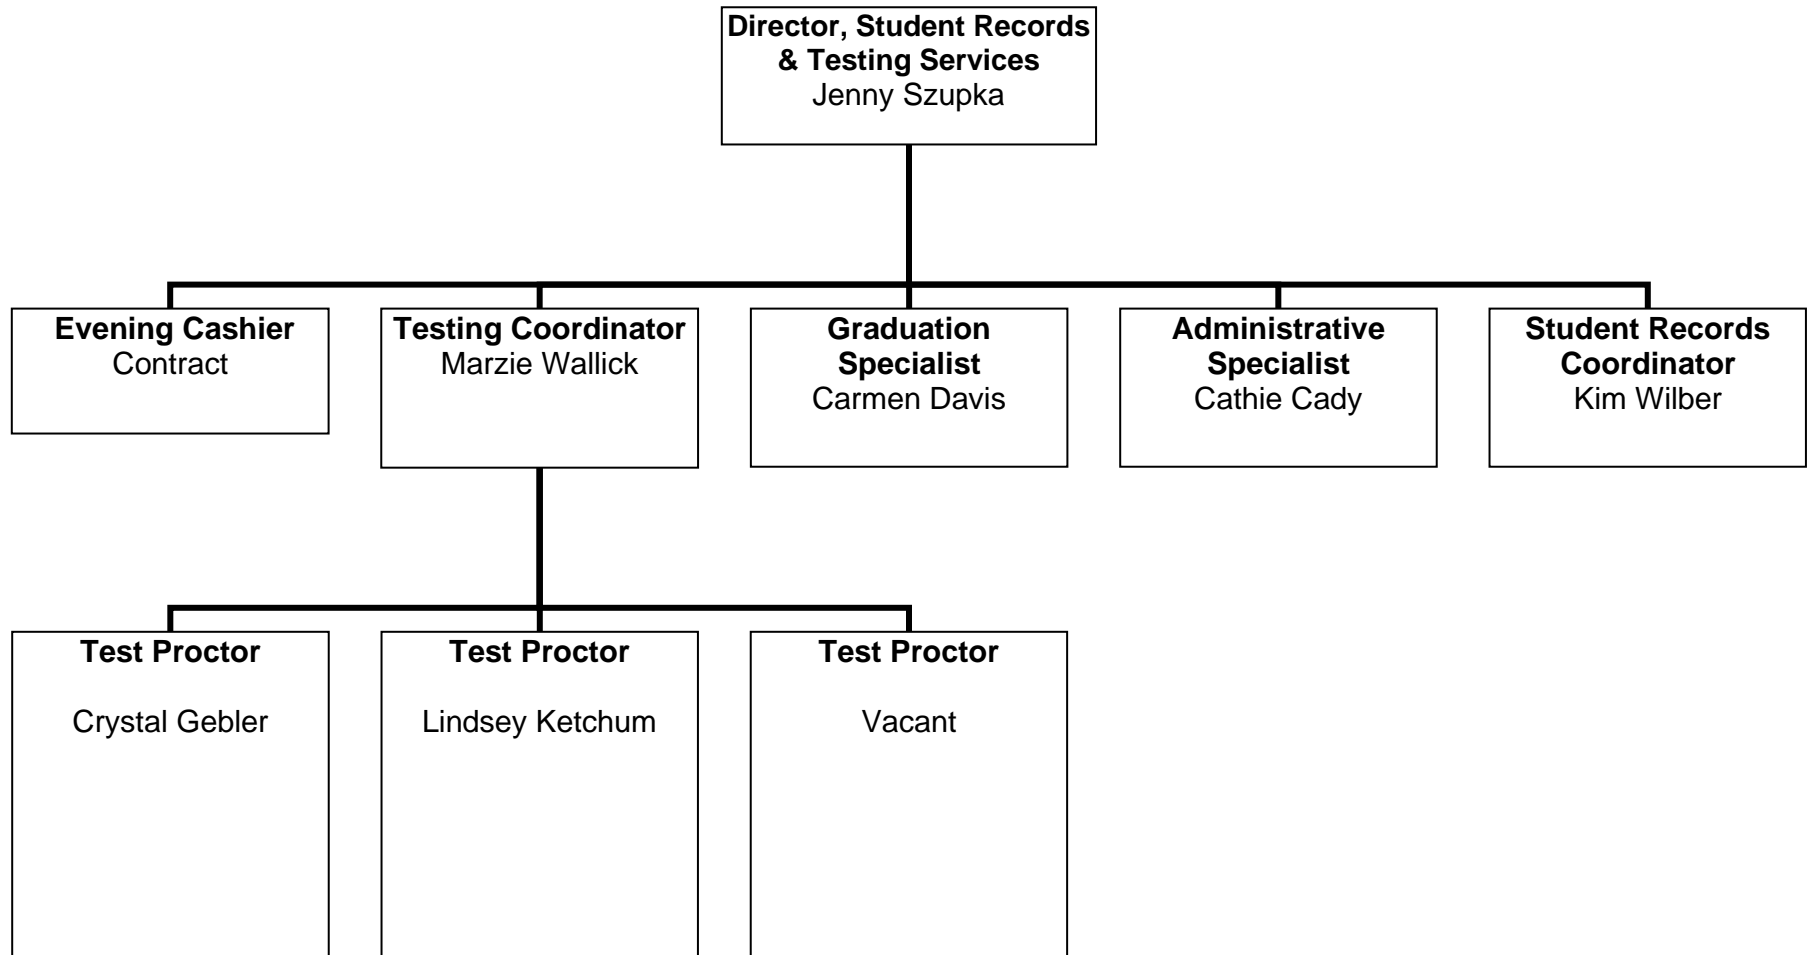 Director, Student Records
& Testing Services
Jenny Szupka
Evening Cashier
Contract
Testing Coordinator
Marzie Wallick
Graduation
Specialist
Carmen Davis
Administrative
Specialist
Cathie Cady
Student Records
Coordinator
Kim Wilber
Test Proctor
Crystal Gebler
Test Proctor
Lindsey Ketchum
Test Proctor
Vacant